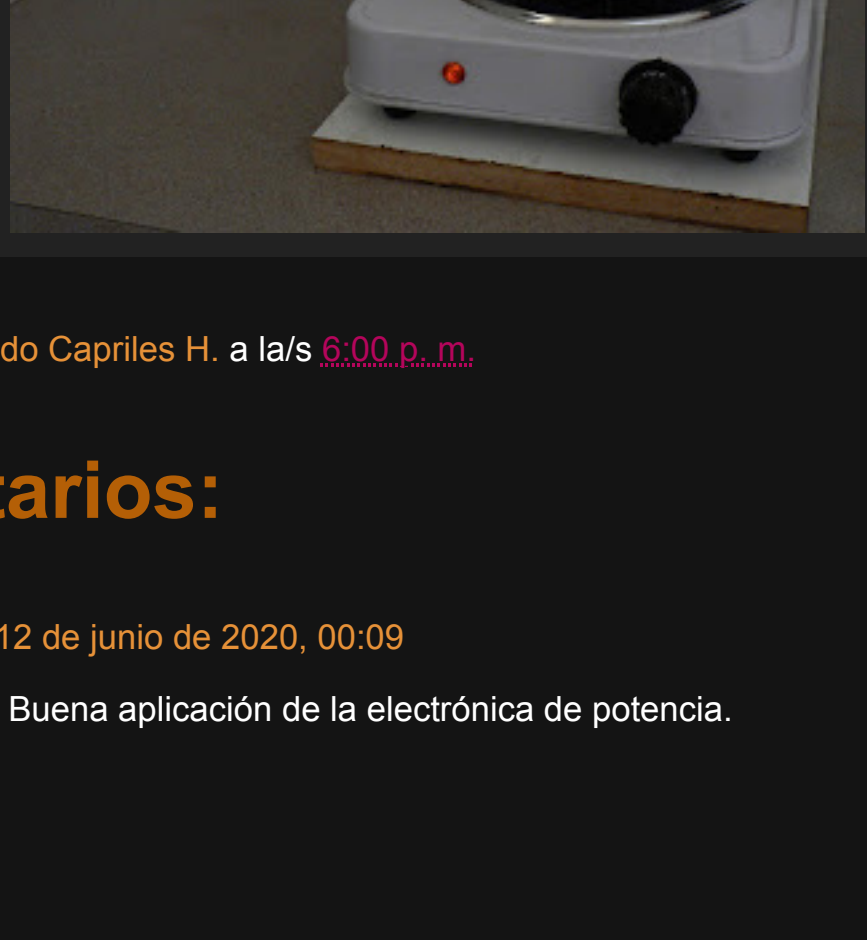 do Capriles H. a la/s 6:00 p. m.
tarios:
12 de junio de 2020, 00:09
Buena aplicación de la electrónica de potencia.